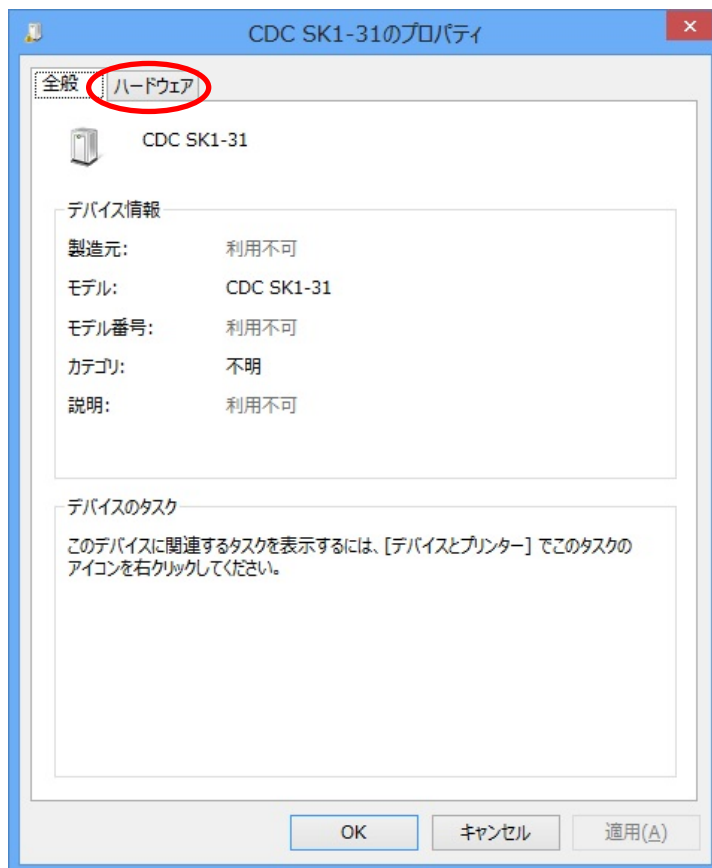 CDC SK1-31のプロパティ
全般 ハードウェア
CDC SK1-31
デバイス情報
製造元: 利用不可
モデル: CDC SK1-31
モデル番号: 利用不可
カテゴリ: 不明
説明: 利用不可
デバイスのタスク
このデバイスに関連するタスクを表示するには、[デバイスとプリンター] でこのタスクの
アイコンを右クリックしてください。
OK キャンセル 適用(A)